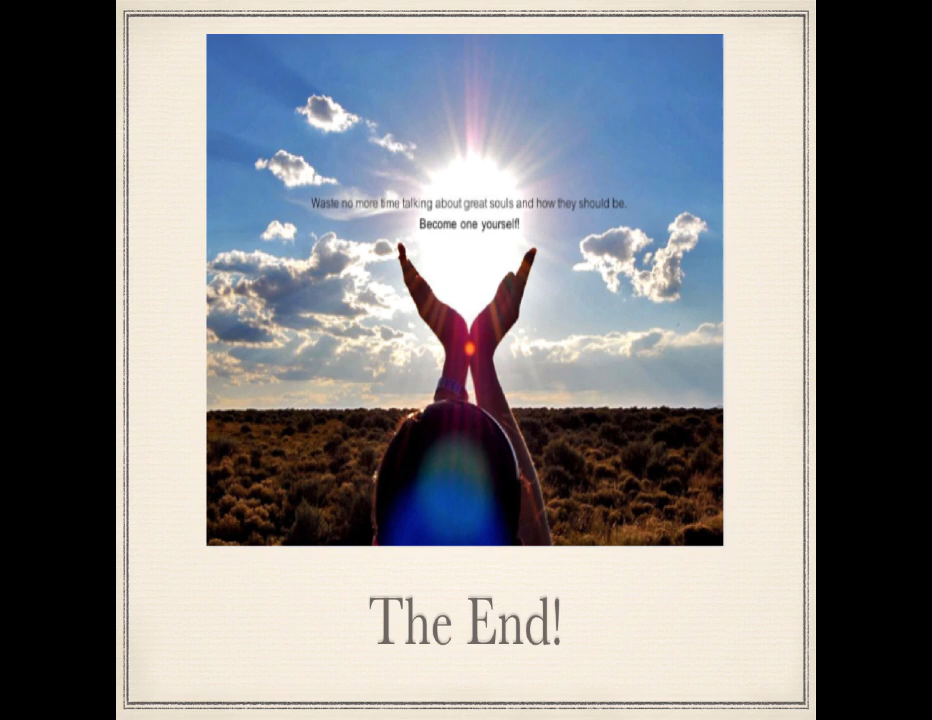 Waste no more time talking about great souls and how they should be.
Become one yourself!
The End!